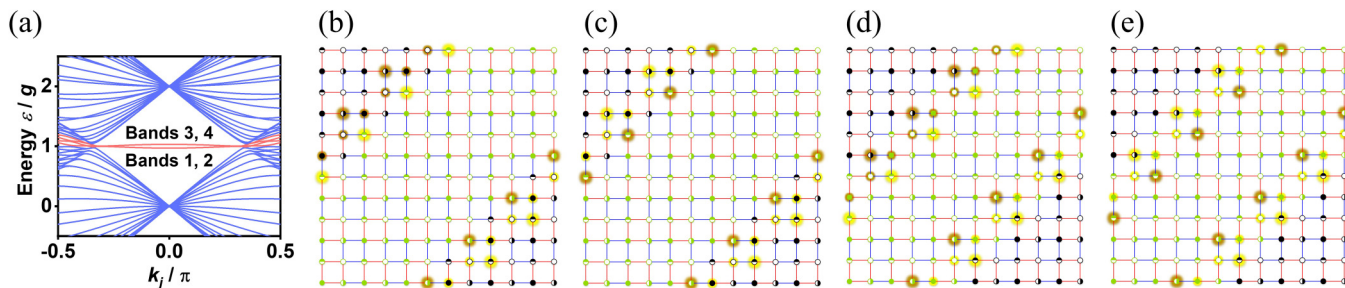 (a)
(b)
(c)
(d)
(e)
Energy ε / g
2
1
0
Bands 3, 4
Bands 1, 2
-0.5
0.0
0.5
k_j / π